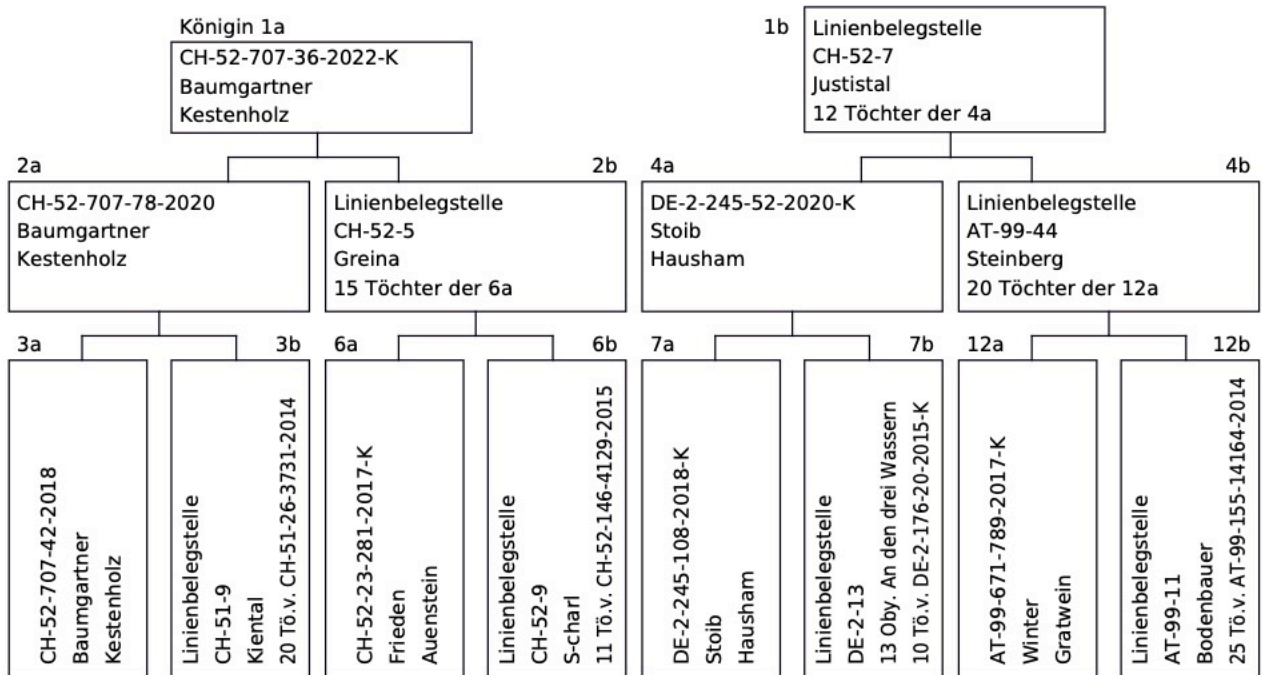 Königin 1a
CH-52-707-36-2022-K
Baumgartner
Kestenholz
1b
Linienbelegstelle
CH-52-7
Justistal
12 Töchter der 4a
2a
CH-52-707-78-2020
Baumgartner
Kestenholz
2b
Linienbelegstelle
CH-52-5
Greina
15 Töchter der 6a
4a
DE-2-245-52-2020-K
Stoib
Hausham
4b
Linienbelegstelle
AT-99-44
Steinberg
20 Töchter der 12a
3a
CH-52-707-42-2018
Baumgartner
Kestenholz
3b
Linienbelegstelle
CH-51-9
Kiental
20 Tö.v. CH-51-26-3731-2014
6a
CH-52-23-281-2017-K
Frieden
Auenstein
6b
Linienbelegstelle
CH-52-9
S-charl
11 Tö.v. CH-52-146-4129-2015
7a
DE-2-245-108-2018-K
Stoib
Hausham
7b
Linienbelegstelle
DE-2-13
13 Oby. An den drei Wassern
10 Tö.v. DE-2-176-20-2015-K
12a
AT-99-671-789-2017-K
Winter
Gratwein
12b
Linienbelegstelle
AT-99-11
Bodenbauer
25 Tö.v. AT-99-155-14164-2014